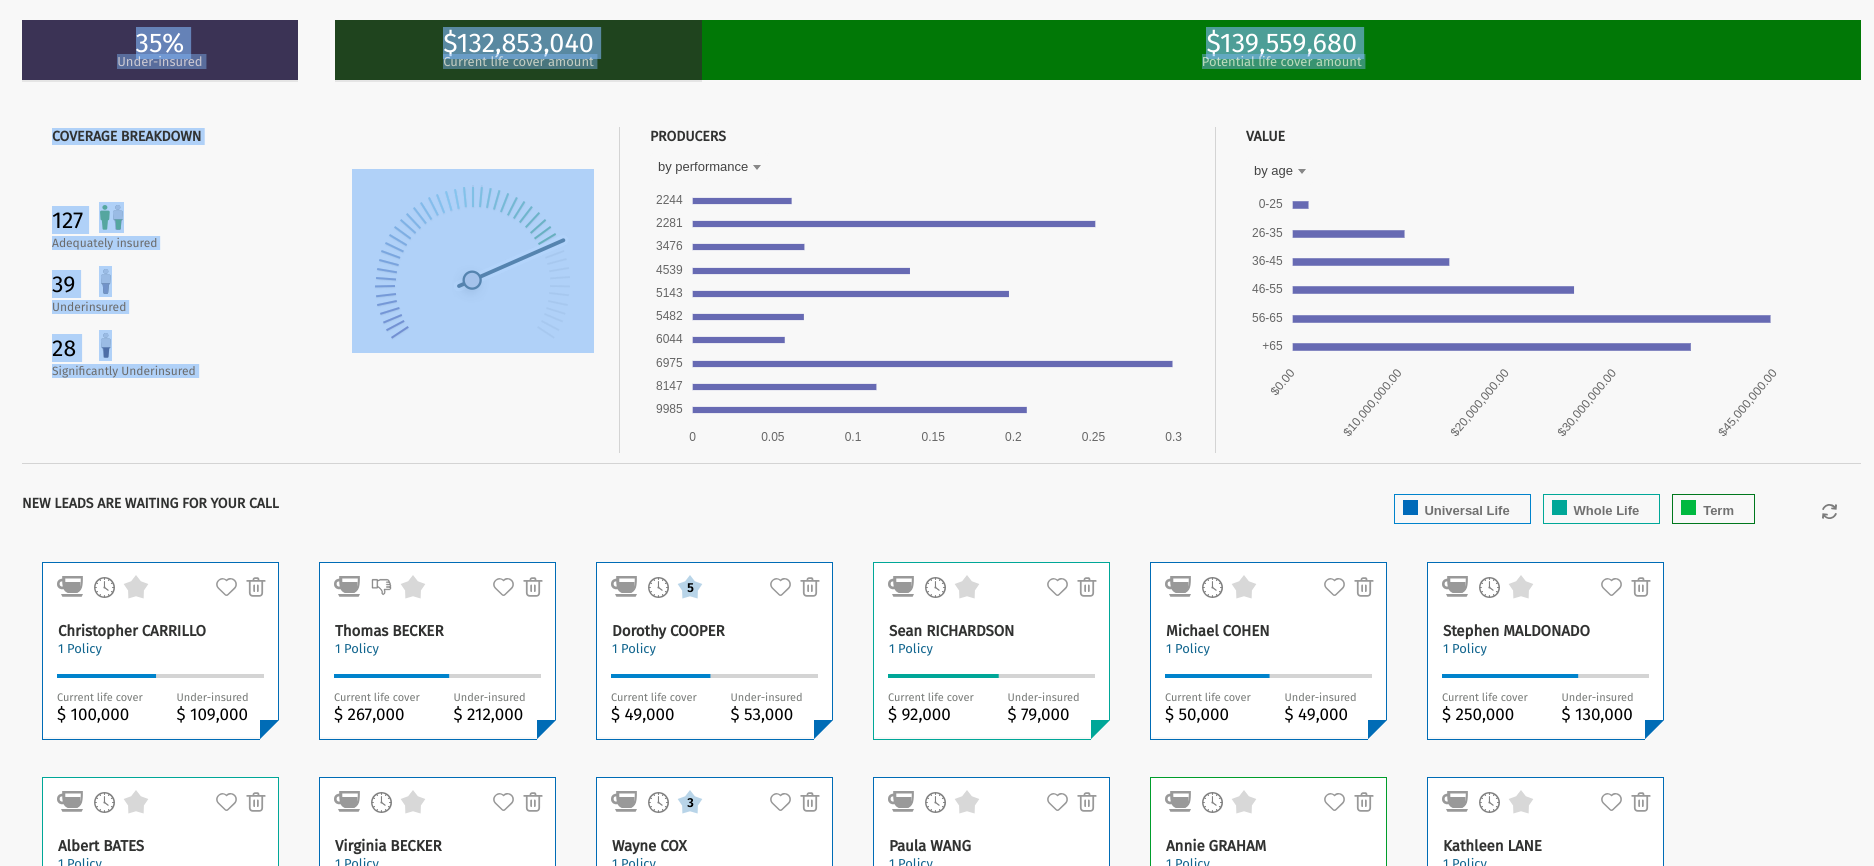 35%
Under-insured
$132,853,040
Current life cover amount
$139,559,680
Potential life cover amount
COVERAGE BREAKDOWN
127
Adequately insured
39
Underinsured
28
Significantly Underinsured
PRODUCERS
by performance
2244
2281
3476
4539
5143
5482
6044
6975
8147
9985
0 0.05 0.1 0.15 0.2 0.25 0.3
VALUE
by age
0-25
26-35
36-45
46-55
56-65
+65
$0.00 $10,000,000.00 $20,000,000.00 $30,000,000.00 $45,000,000.00
NEW LEADS ARE WAITING FOR YOUR CALL
Universal Life Whole Life Term
Christopher CARRILLO
1 Policy
Current life cover Under-insured
$ 100,000 $ 109,000
Thomas BECKER
1 Policy
Current life cover Under-insured
$ 267,000 $ 212,000
5
Dorothy COOPER
1 Policy
Current life cover Under-insured
$ 49,000 $ 53,000
Sean RICHARDSON
1 Policy
Current life cover Under-insured
$ 92,000 $ 79,000
Michael COHEN
1 Policy
Current life cover Under-insured
$ 50,000 $ 49,000
Stephen MALDONADO
1 Policy
Current life cover Under-insured
$ 250,000 $ 130,000
Albert BATES
1 Policy
Virginia BECKER
1 Policy
3
Wayne COX
1 Policy
Paula WANG
1 Policy
Annie GRAHAM
1 Policy
Kathleen LANE
1 Policy